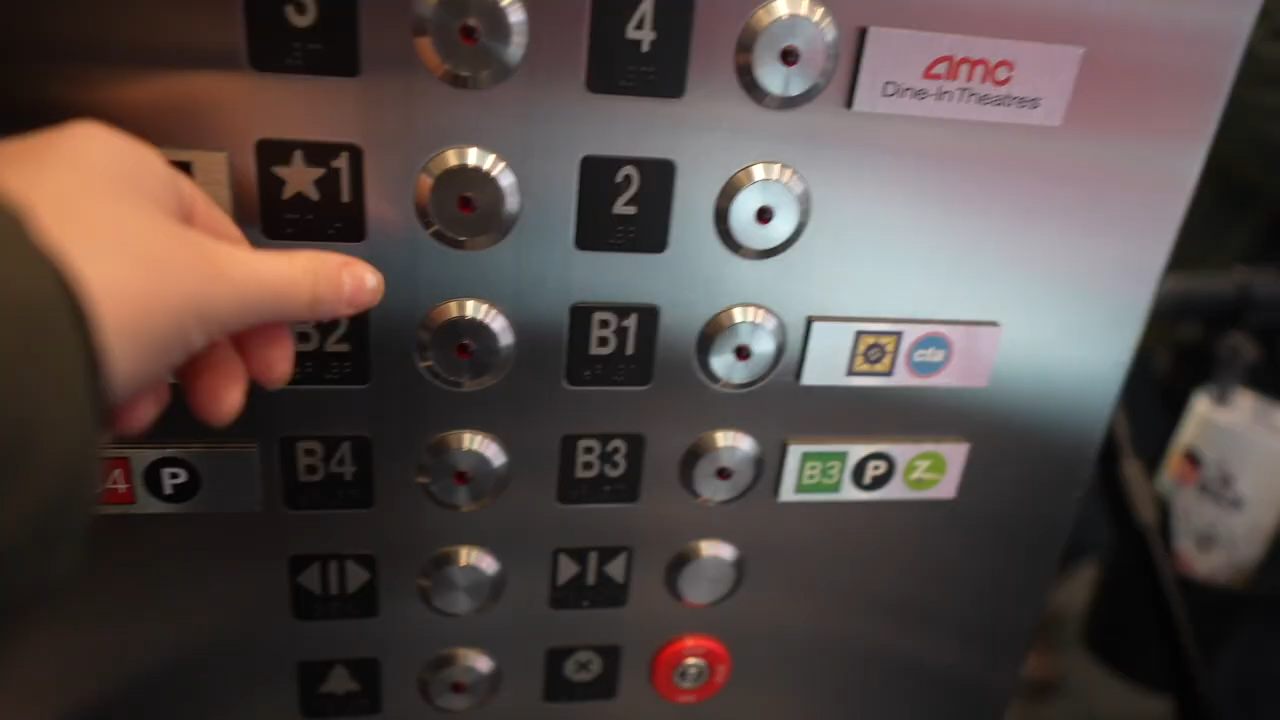 3
4
amc
Dine-In Theatres
★1
2
B2
B1
cta
B4
B3
B3 P Z
4 P